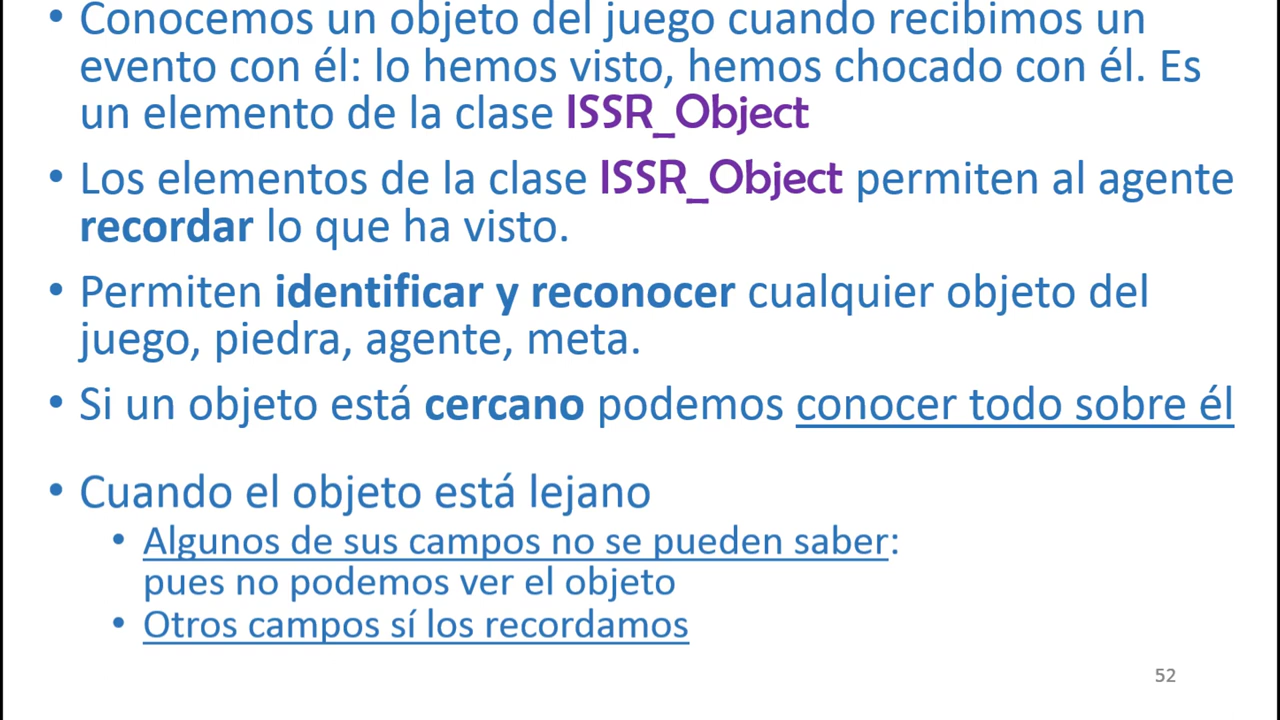 • Conocemos un objeto del juego cuando recibimos un
evento con él: lo hemos visto, hemos chocado con él. Es
un elemento de la clase ISSR_Object
• Los elementos de la clase ISSR_Object permiten al agente
recordar lo que ha visto.
• Permiten identificar y reconocer cualquier objeto del
juego, piedra, agente, meta.
• Si un objeto está cercano podemos conocer todo sobre él
• Cuando el objeto está lejano
• Algunos de sus campos no se pueden saber:
pues no podemos ver el objeto
• Otros campos sí los recordamos
52